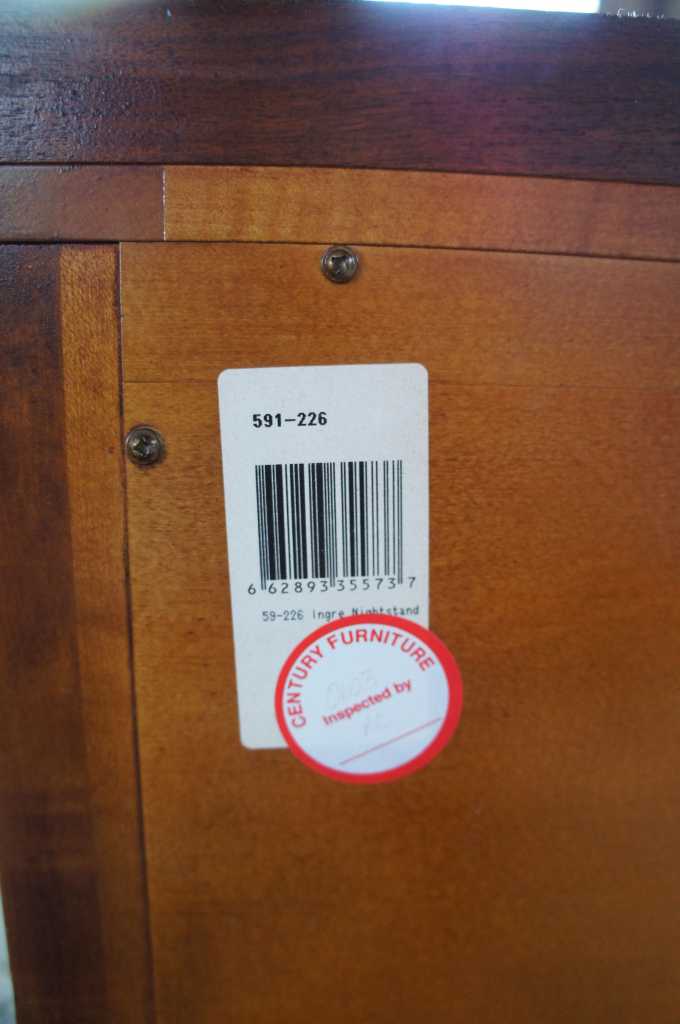 591-226
6 62893 35573 7
59-226 Ingre Nightstand
CENTURY FURNITURE
Inspected by